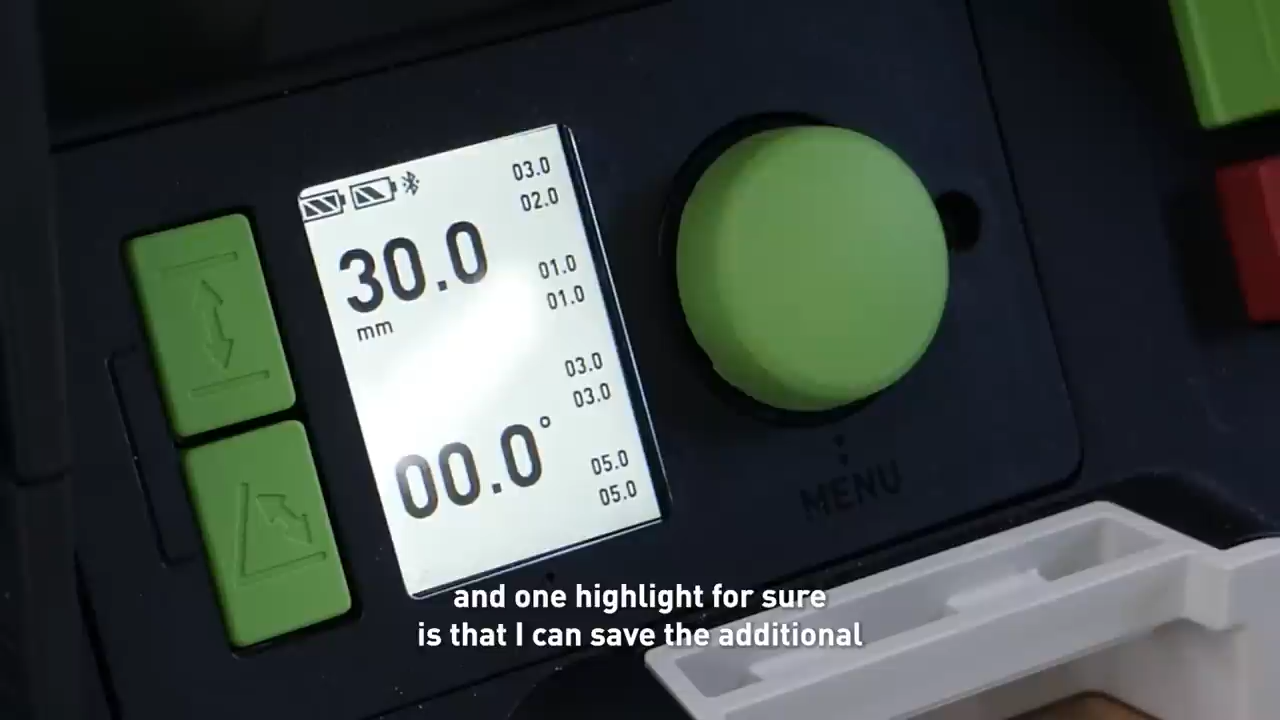 03.0
02.0
30.0
mm
01.0
01.0
03.0
03.0
00.0°
05.0
05.0
MENU
and one highlight for sure
is that I can save the additional